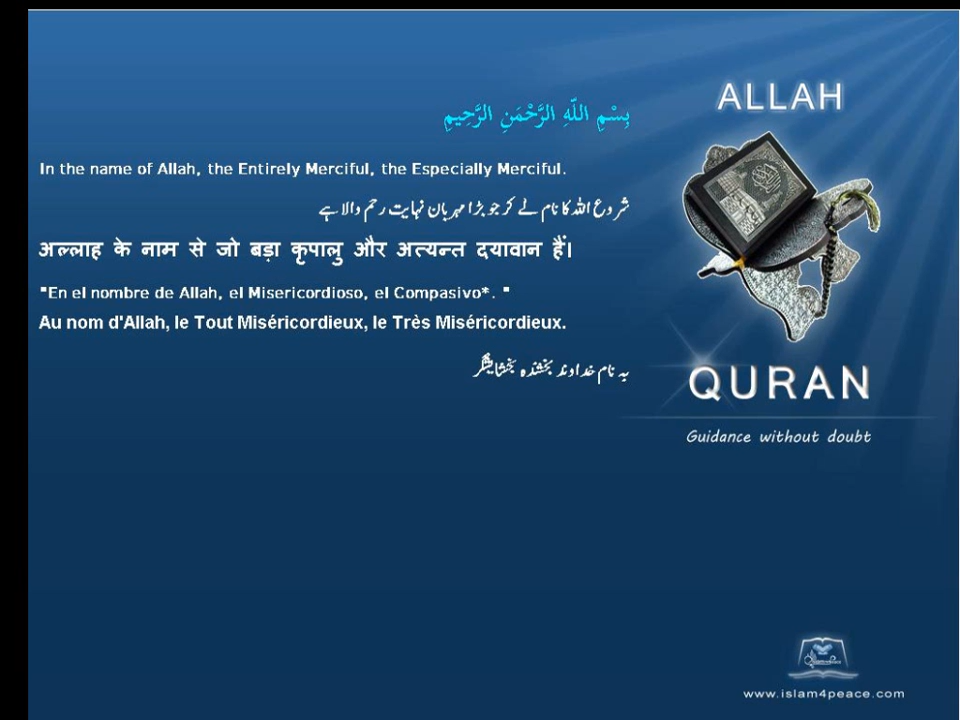 بِسْمِ اللّهِ الرَّحْمَنِ الرَّحِيمِ
In the name of Allah, the Entirely Merciful, the Especially Merciful.
شروع الله کا نام لے کر جو بڑا مہربان نہایت رحم والا ہے
अल्लाह के नाम से जो बड़ा कृपालु और अत्यन्त दयावान हैं।
"En el nombre de Allah, el Misericordioso, el Compasivo*. "
Au nom d'Allah, le Tout Miséricordieux, le Très Miséricordieux.
به نام خداوند بخشنده بخشایشگر
ALLAH
QURAN
Guidance without doubt
www.islam4peace.com